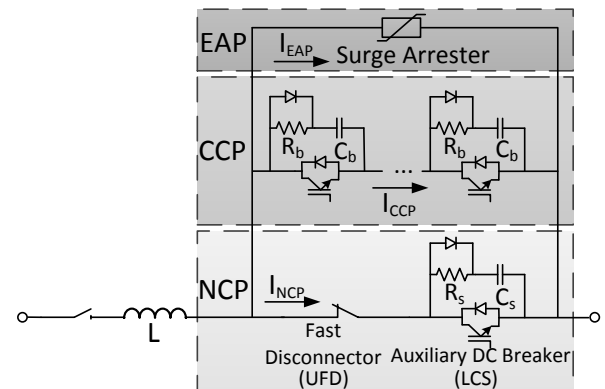 EAP
I_EAP
Surge Arrester
CCP
R_b
C_b
...
R_b
C_b
I_CCP
NCP
I_NCP
R_s
C_s
L
Fast
Disconnector
(UFD)
Auxiliary DC Breaker
(LCS)